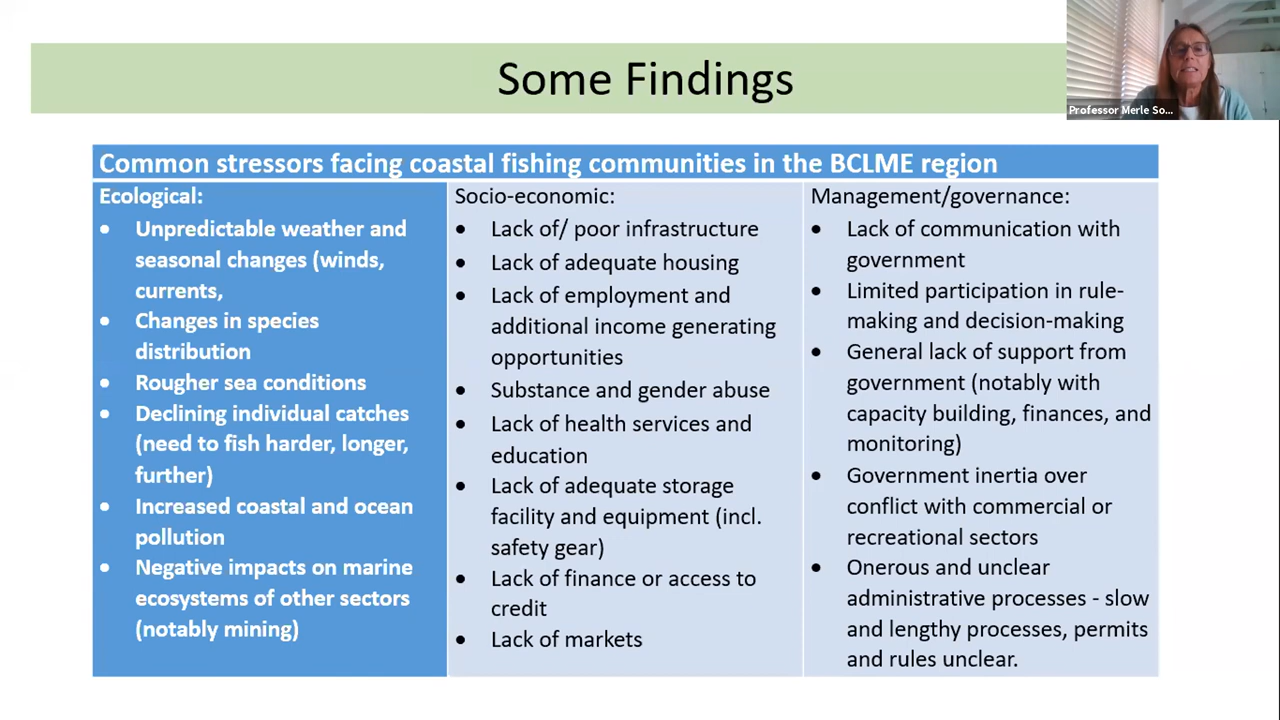 Some Findings
Professor Merle So...
Common stressors facing coastal fishing communities in the BCLME region
Ecological:
• Unpredictable weather and
seasonal changes (winds,
currents,
• Changes in species
distribution
• Rougher sea conditions
• Declining individual catches
(need to fish harder, longer,
further)
• Increased coastal and ocean
pollution
• Negative impacts on marine
ecosystems of other sectors
(notably mining)
Socio-economic:
• Lack of/ poor infrastructure
• Lack of adequate housing
• Lack of employment and
additional income generating
opportunities
• Substance and gender abuse
• Lack of health services and
education
• Lack of adequate storage
facility and equipment (incl.
safety gear)
• Lack of finance or access to
credit
• Lack of markets
Management/governance:
• Lack of communication with
government
• Limited participation in rule-
making and decision-making
• General lack of support from
government (notably with
capacity building, finances, and
monitoring)
• Government inertia over
conflict with commercial or
recreational sectors
• Onerous and unclear
administrative processes - slow
and lengthy processes, permits
and rules unclear.